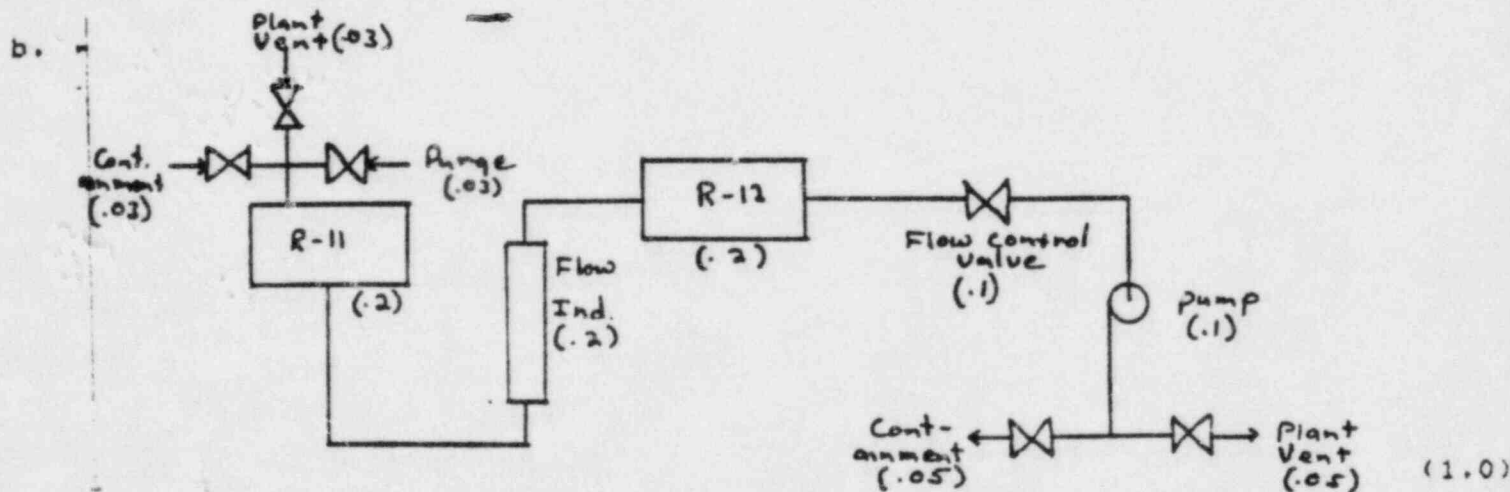 b.
Plant
Vent (.03)
Cont.
ainment
(.03)
Purge
(.03)
R-11
(.2)
Flow
Ind.
(.2)
R-12
(.2)
Flow control
valve
(.1)
pump
(.1)
Cont-
ainment
(.05)
Plant
Vent
(.05)
(1.0)